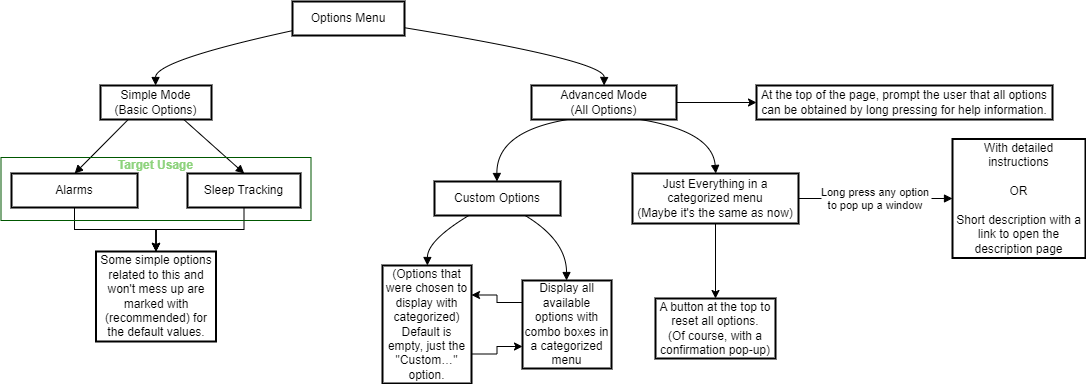 Options Menu
Simple Mode
(Basic Options)
Advanced Mode
(All Options)
At the top of the page, prompt the user that all options
can be obtained by long pressing for help information.
Target Usage
Alarms
Sleep Tracking
Custom Options
Just Everything in a
categorized menu
(Maybe it's the same as now)
Long press any option
to pop up a window
With detailed
instructions
OR
Short description with a
link to open the
description page
Some simple options
related to this and
won't mess up are
marked with
(recommended) for
the default values.
(Options that
were chosen to
display with
categorized)
Default is
empty, just the
"Custom…"
option.
Display all
available
options with
combo boxes in
a categorized
menu
A button at the top to
reset all options.
(Of course, with a
confirmation pop-up)